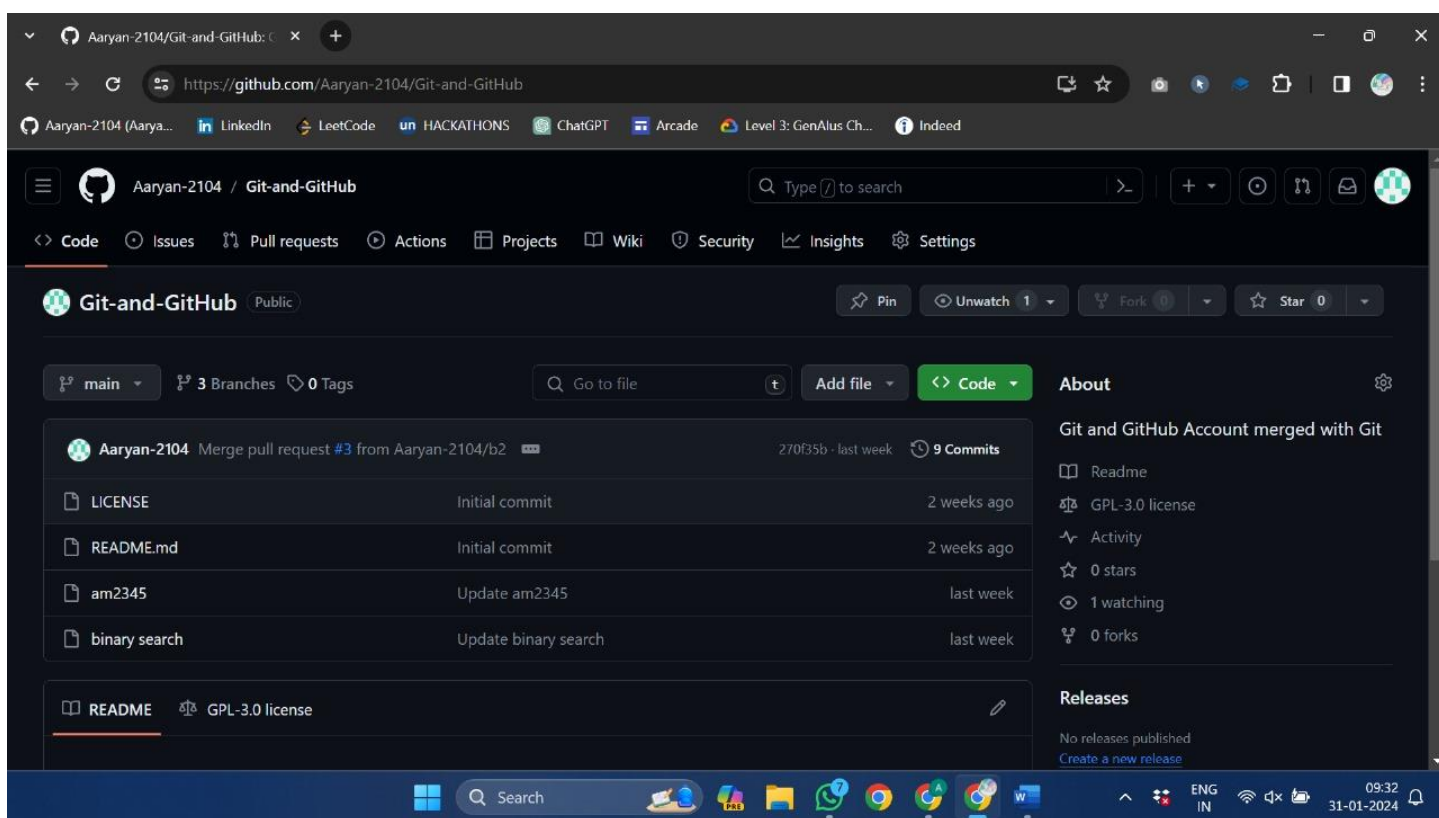 Aaryan-2104/Git-and-GitHub: G
https://github.com/Aaryan-2104/Git-and-GitHub
Aaryan-2104 (Aarya... in LinkedIn LeetCode un HACKATHONS ChatGPT Arcade Level 3: GenAIus Ch... Indeed
Aaryan-2104 / Git-and-GitHub Type / to search
Code Issues Pull requests Actions Projects Wiki Security Insights Settings
Git-and-GitHub Public Pin Unwatch 1 Fork 0 Star 0
main 3 Branches 0 Tags Go to file t Add file Code
Aaryan-2104 Merge pull request #3 from Aaryan-2104/b2 270f35b · last week 9 Commits
LICENSE Initial commit 2 weeks ago
README.md Initial commit 2 weeks ago
am2345 Update am2345 last week
binary search Update binary search last week
README GPL-3.0 license
About
Git and GitHub Account merged with Git
Readme
GPL-3.0 license
Activity
0 stars
1 watching
0 forks
Releases
No releases published
Create a new release
Search PRE 7 A W ENG 09:32
IN 31-01-2024